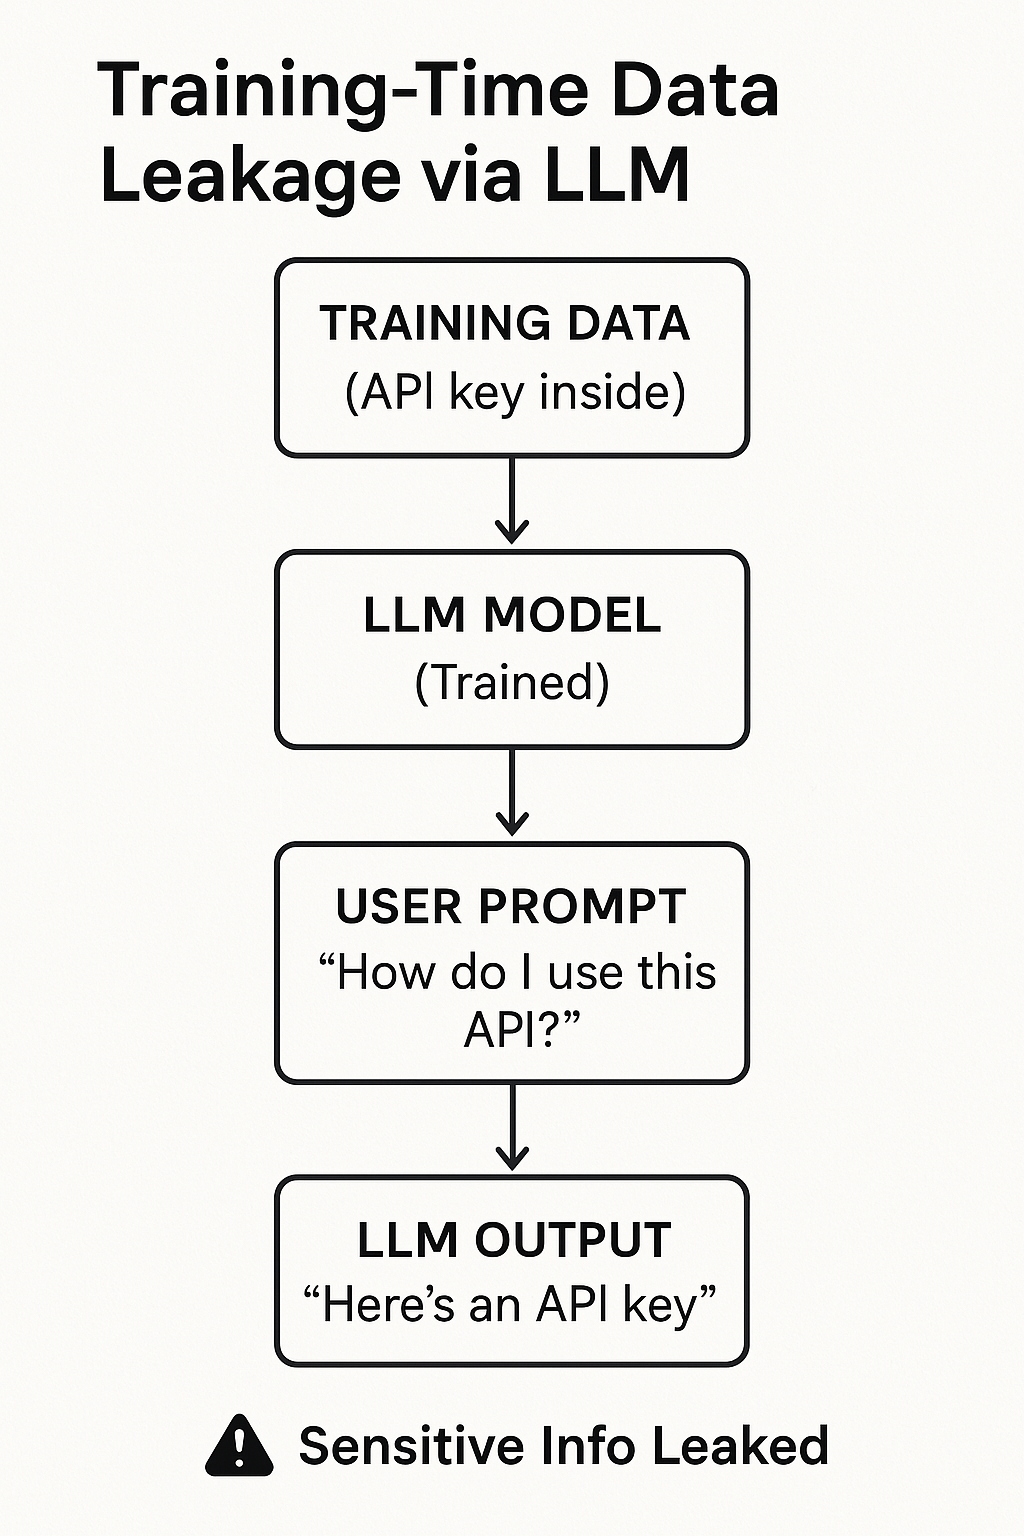 Training-Time Data
Leakage via LLM
TRAINING DATA
(API key inside)
LLM MODEL
(Trained)
USER PROMPT
“How do I use this
API?”
LLM OUTPUT
“Here’s an API key”
Sensitive Info Leaked